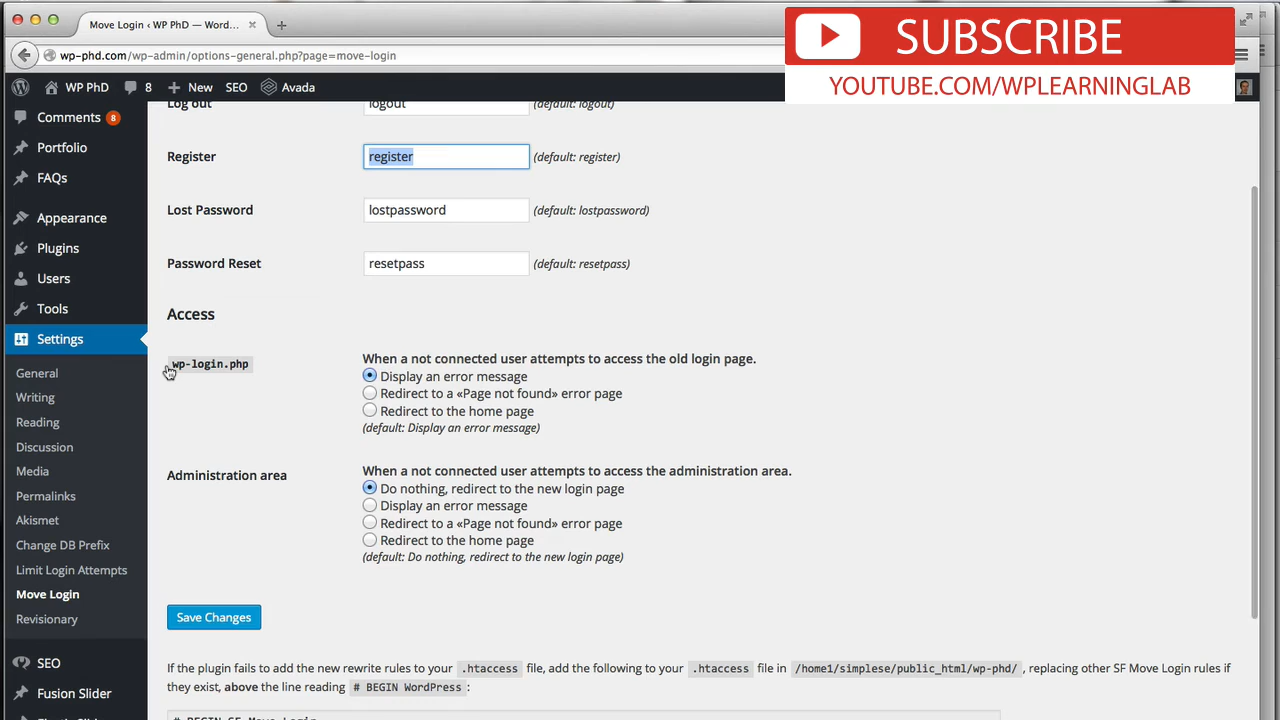 Move Login ‹ WP PhD — Word...
SUBSCRIBE
YOUTUBE.COM/WPLEARNINGLAB
wp-phd.com/wp-admin/options-general.php?page=move-login
WP PhD 8 + New SEO Avada
Comments 8
Portfolio
FAQs
Appearance
Plugins
Users
Tools
Settings
General
Writing
Reading
Discussion
Media
Permalinks
Akismet
Change DB Prefix
Limit Login Attempts
Move Login
Revisionary
SEO
Fusion Slider
Log out logout (default: logout)
Register register (default: register)
Lost Password lostpassword (default: lostpassword)
Password Reset resetpass (default: resetpass)
Access
wp-login.php When a not connected user attempts to access the old login page.
Display an error message
Redirect to a «Page not found» error page
Redirect to the home page
(default: Display an error message)
Administration area When a not connected user attempts to access the administration area.
Do nothing, redirect to the new login page
Display an error message
Redirect to a «Page not found» error page
Redirect to the home page
(default: Do nothing, redirect to the new login page)
Save Changes
If the plugin fails to add the new rewrite rules to your .htaccess file, add the following to your .htaccess file in /home1/simplese/public_html/wp-phd/ , replacing other SF Move Login rules if
they exist, above the line reading # BEGIN WordPress :
# BEGIN SF Move Login